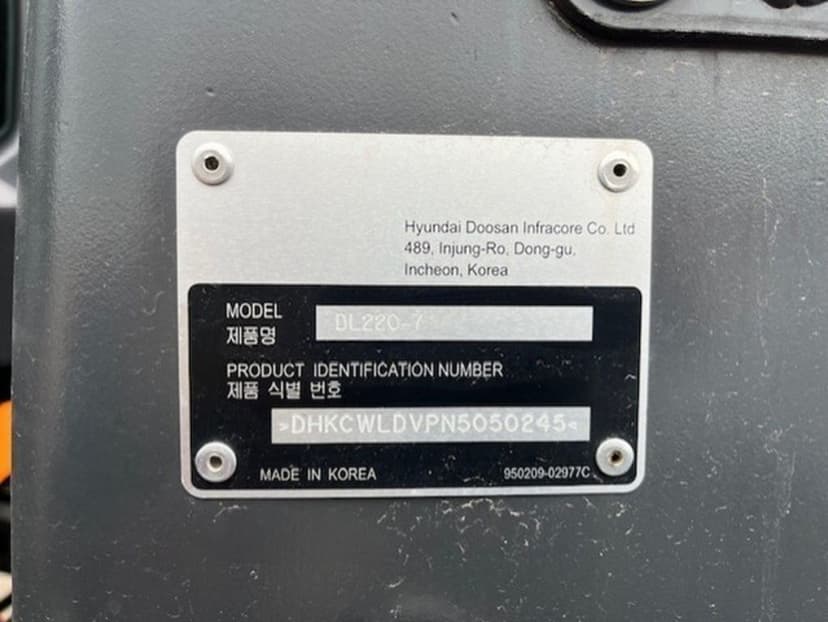 Hyundai Doosan Infracore Co. Ltd
489, Injung-Ro, Dong-gu,
Incheon, Korea
MODEL
제품명
DL220-7
PRODUCT IDENTIFICATION NUMBER
제품 식별 번호
>DHKCWLDVPN5050245<
MADE IN KOREA
950209-02977C